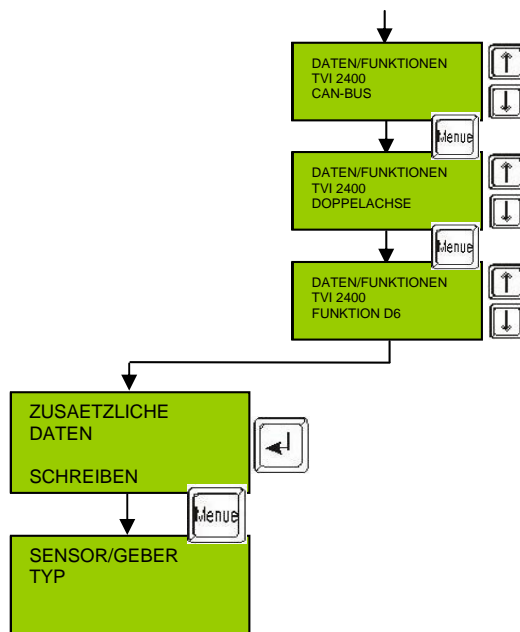 DATEN/FUNKTIONEN
TVI 2400
CAN-BUS
Menue
DATEN/FUNKTIONEN
TVI 2400
DOPPELACHSE
Menue
DATEN/FUNKTIONEN
TVI 2400
FUNKTION D6
ZUSAETZLICHE
DATEN
SCHREIBEN
Menue
SENSOR/GEBER
TYP